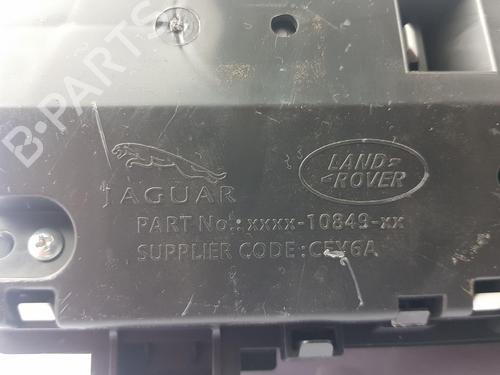 B-PARTS
JAGUAR
LAND
ROVER
PART No.: xxxx-10849-xx
SUPPLIER CODE : CFY6A